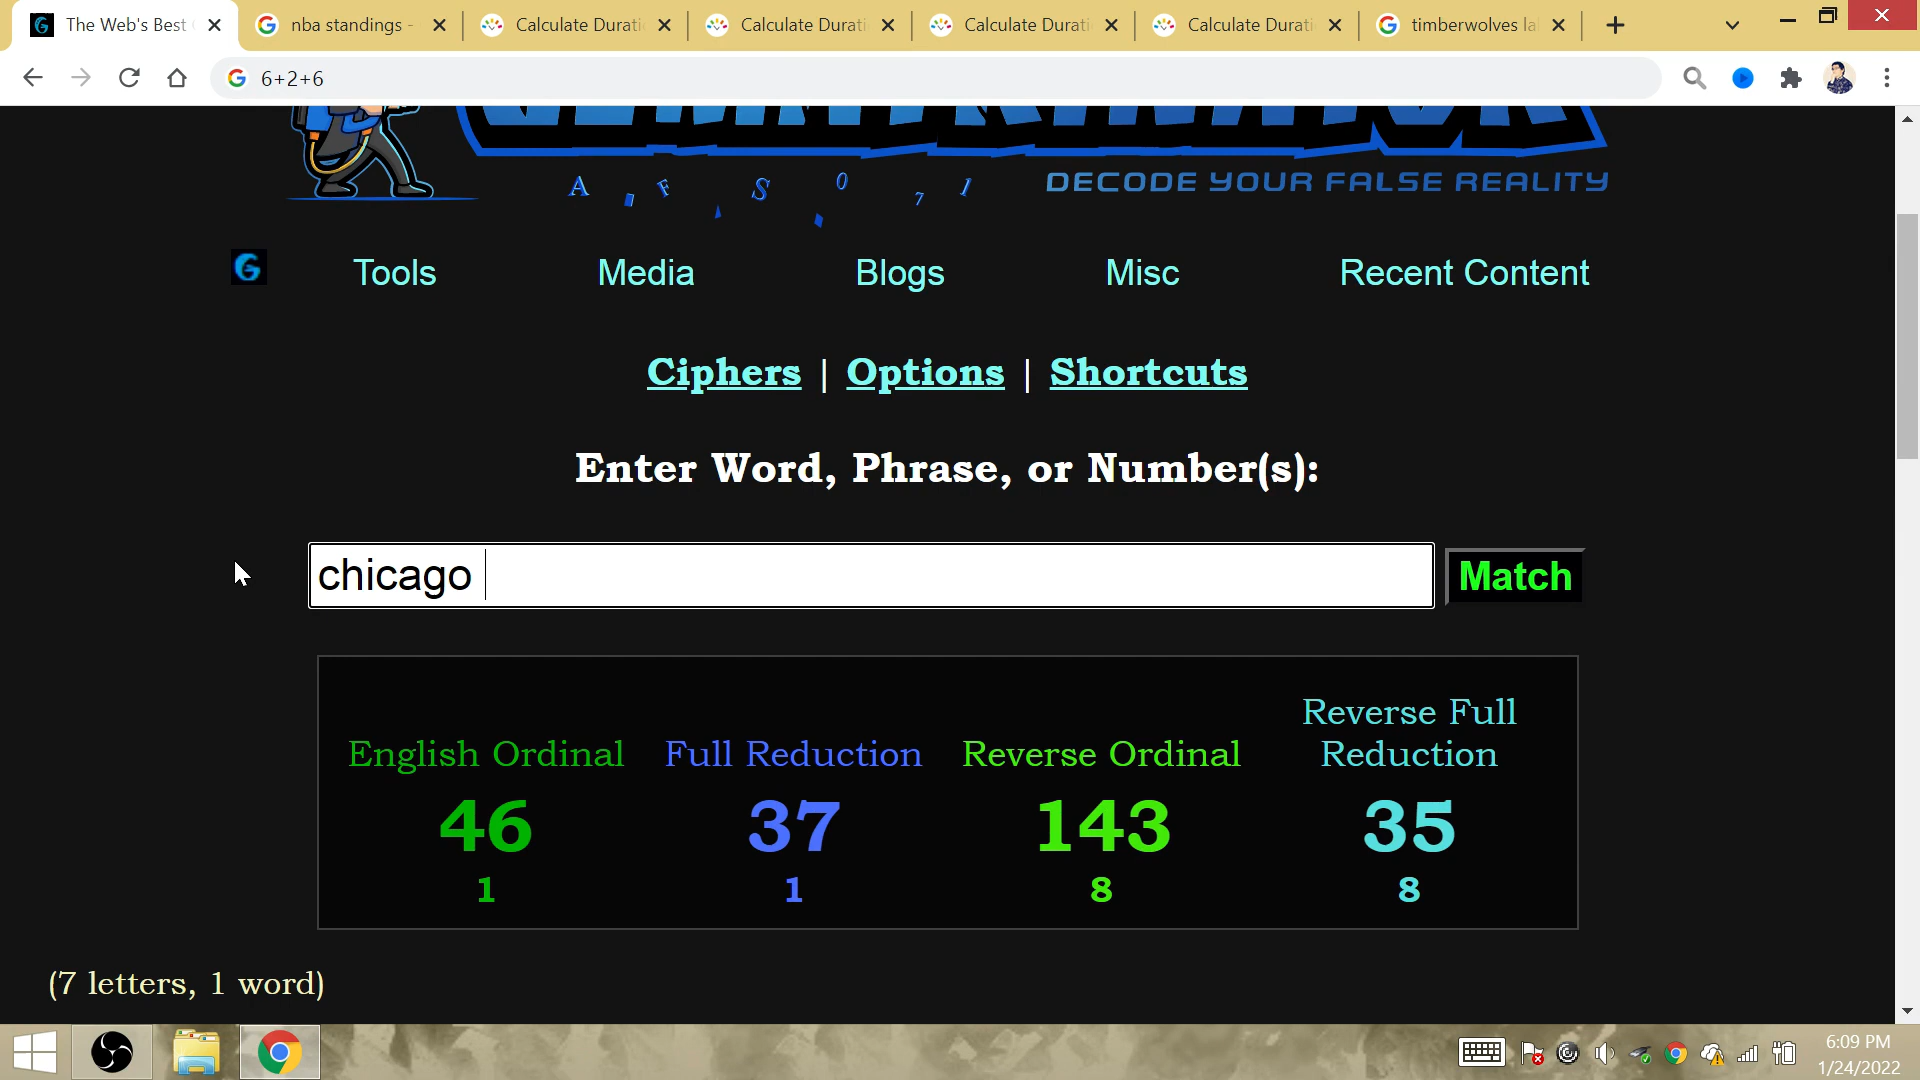 The Web's Best
nba standings -
Calculate Durati
Calculate Durati
Calculate Durati
Calculate Durati
timberwolves la
6+2+6
A F S 0 7 1
DECODE YOUR FALSE REALITY
Tools Media Blogs Misc Recent Content
Ciphers | Options | Shortcuts
Enter Word, Phrase, or Number(s):
chicago
Match
English Ordinal
46
1
Full Reduction
37
1
Reverse Ordinal
143
8
Reverse Full
Reduction
35
8
(7 letters, 1 word)
6:09 PM
1/24/2022